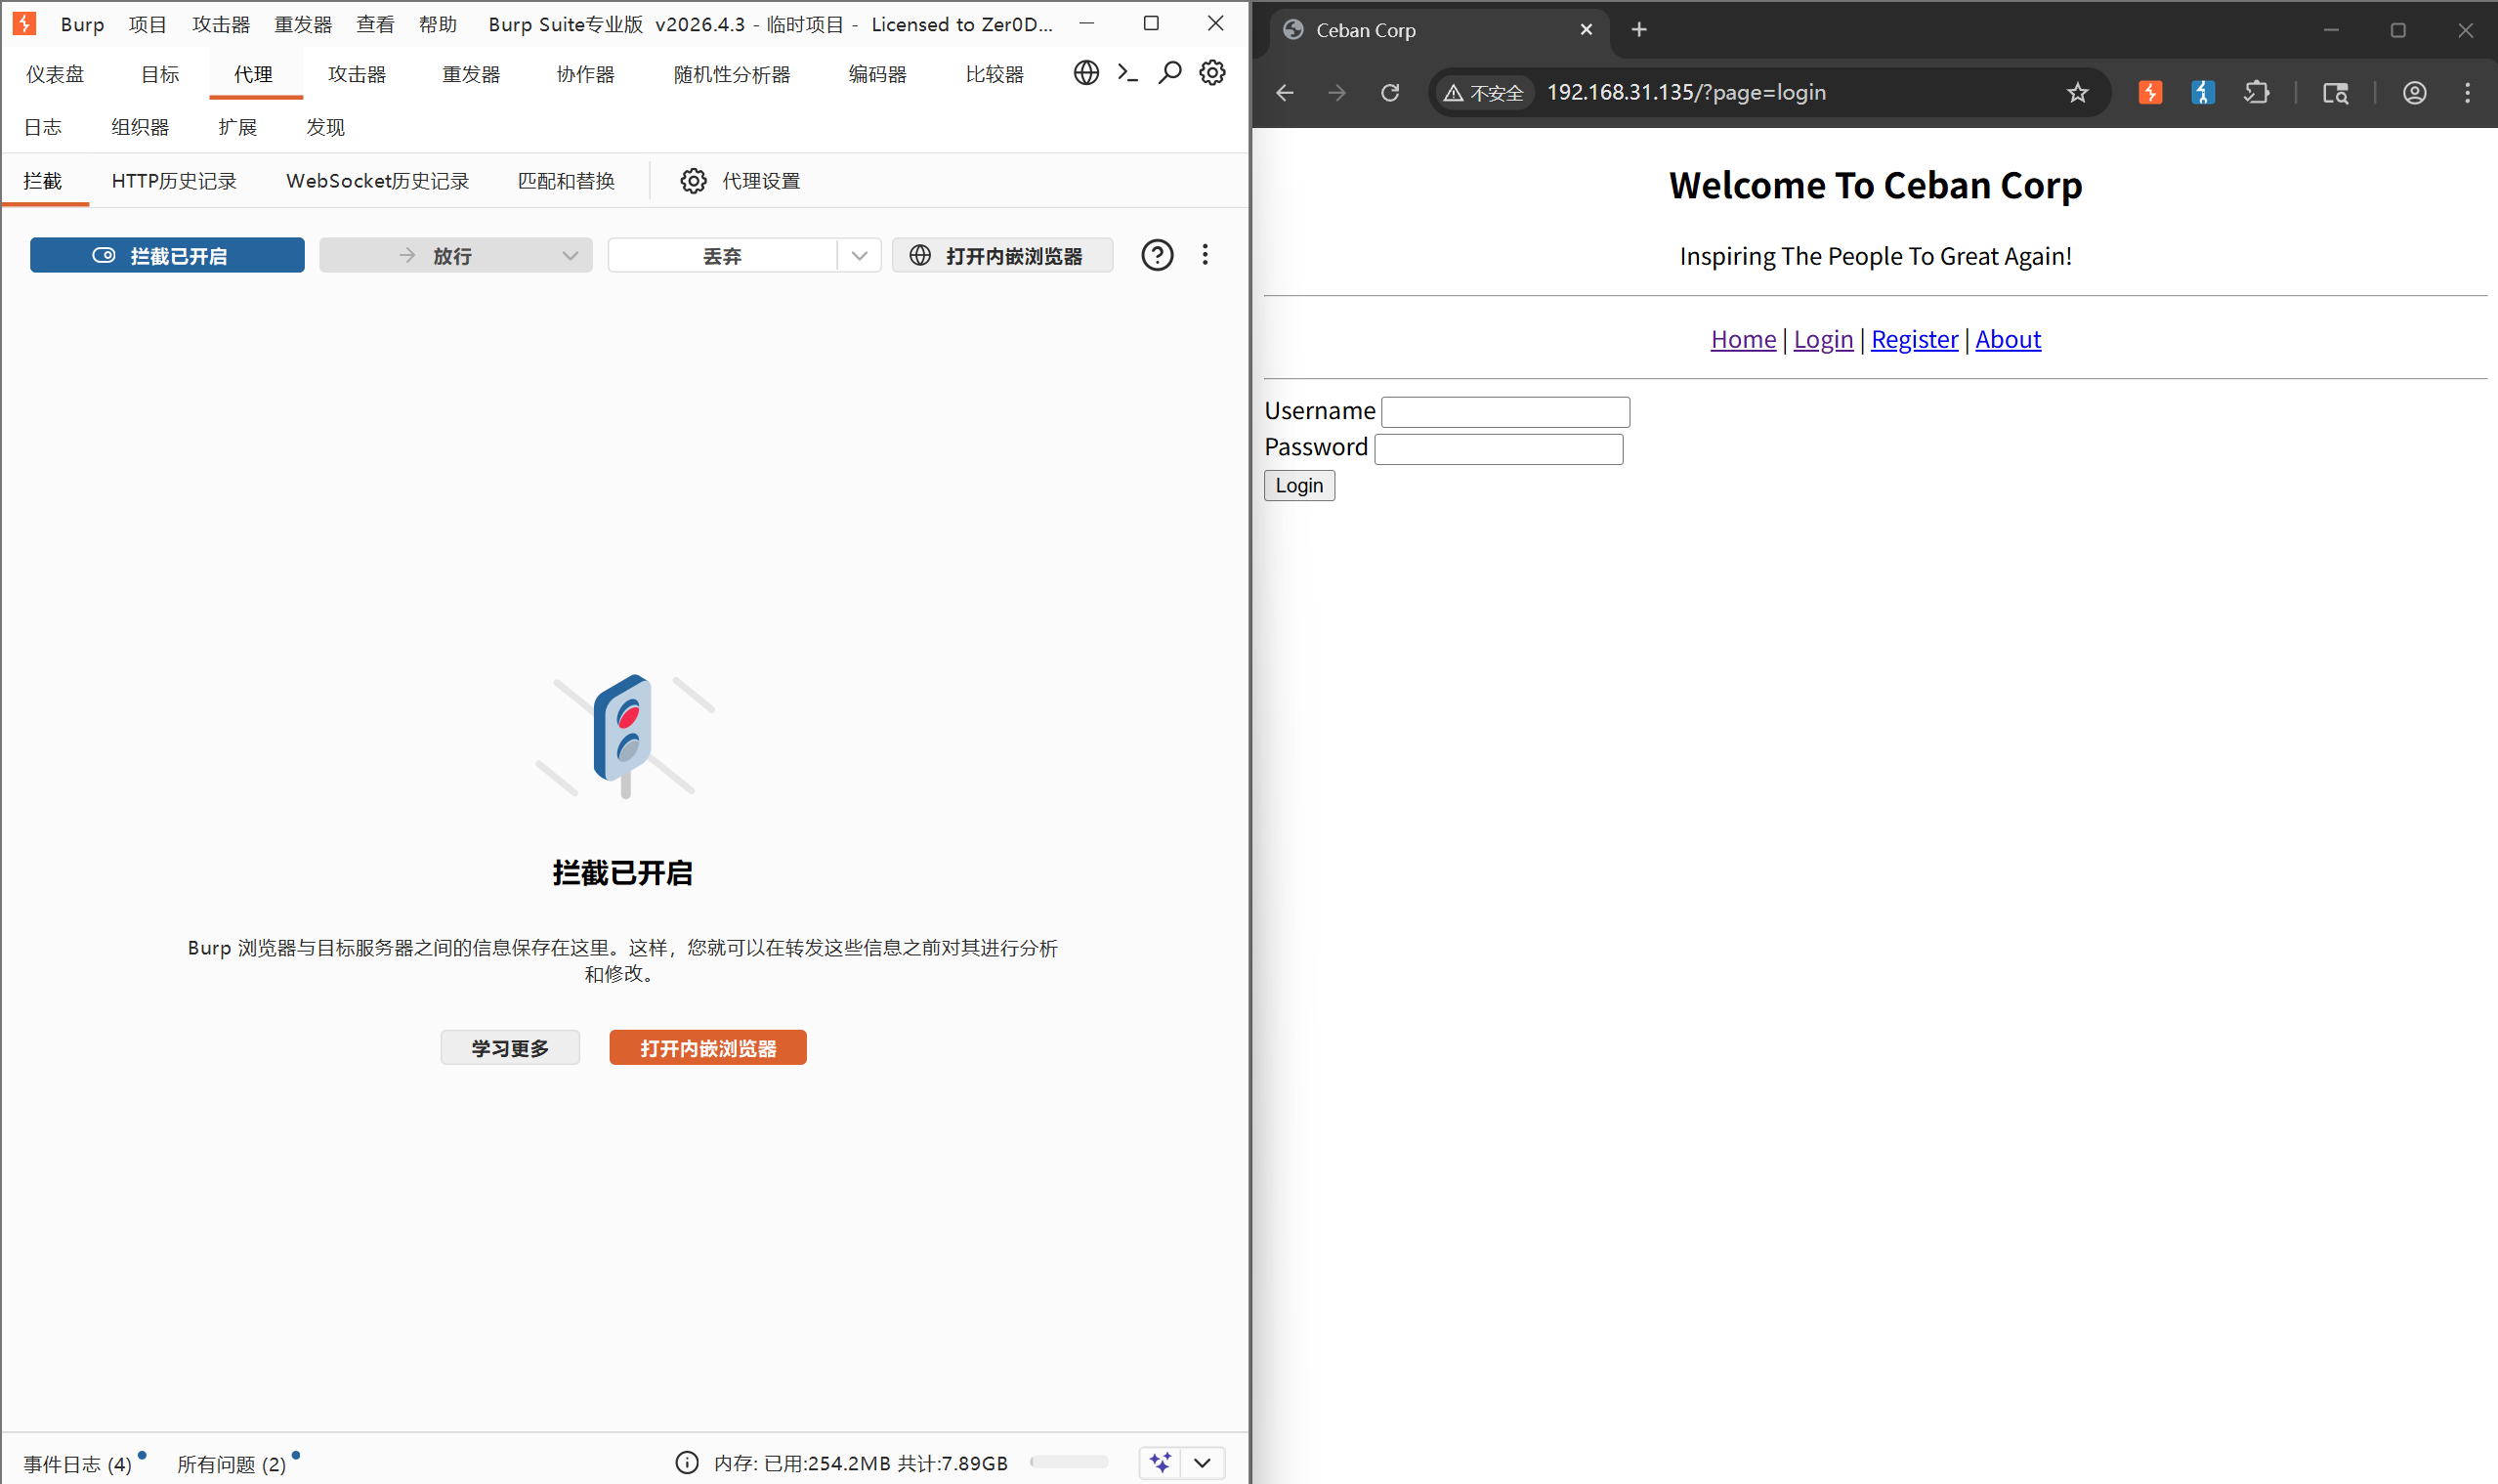 Burp 项目 攻击器 重发器 查看 帮助 Burp Suite专业版 v2026.4.3 - 临时项目 - Licensed to Zer0D...
仪表盘 目标 代理 攻击器 重发器 协作器 随机性分析器 编码器 比较器
日志 组织器 扩展 发现
拦截 HTTP历史记录 WebSocket历史记录 匹配和替换 代理设置
拦截已开启 放行 丢弃 打开内嵌浏览器
拦截已开启
Burp 浏览器与目标服务器之间的信息保存在这里。这样，您就可以在转发这些信息之前对其进行分析
和修改。
学习更多 打开内嵌浏览器
事件日志 (4) 所有问题 (2) 内存: 已用:254.2MB 共计:7.89GB
Ceban Corp
不安全 192.168.31.135/?page=login
Welcome To Ceban Corp
Inspiring The People To Great Again!
Home | Login | Register | About
Username
Password
Login